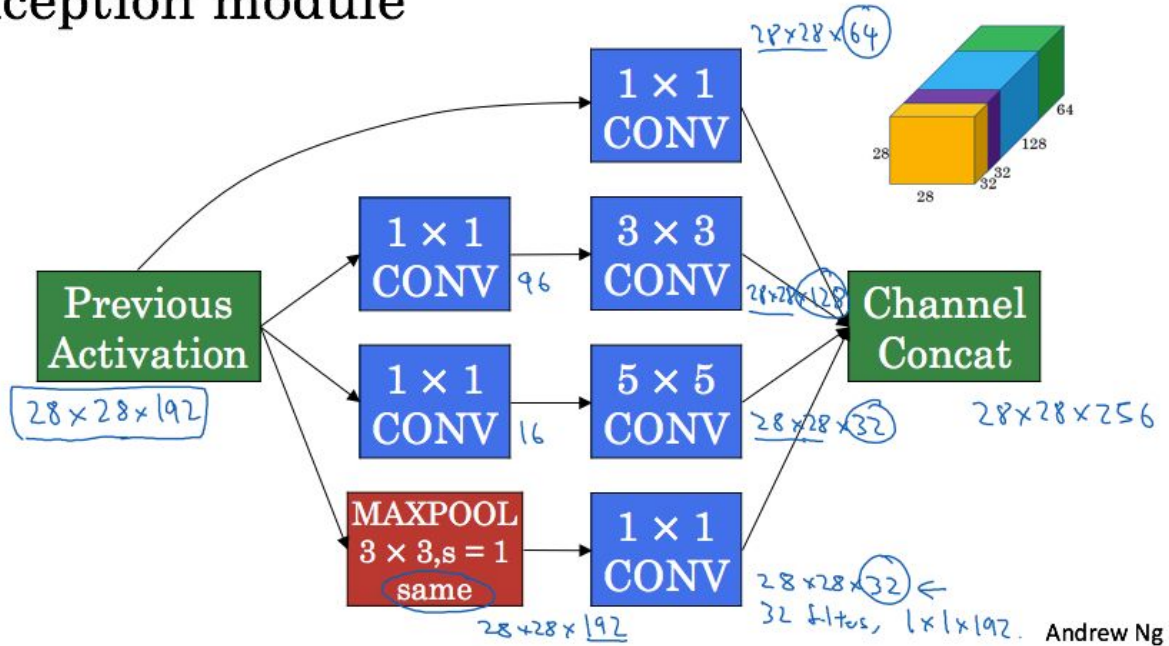 ception module
28×28×64
1 × 1
CONV
28
28
32
32
128
64
1 × 1
CONV
96
3 × 3
CONV
28×28×128
Previous
Activation
28×28×192
Channel
Concat
28×28×256
1 × 1
CONV
16
5 × 5
CONV
28×28×32
MAXPOOL
3 × 3,s = 1
same
28×28×192
1 × 1
CONV
28×28×32 ←
32 filters, 1×1×192.
Andrew Ng